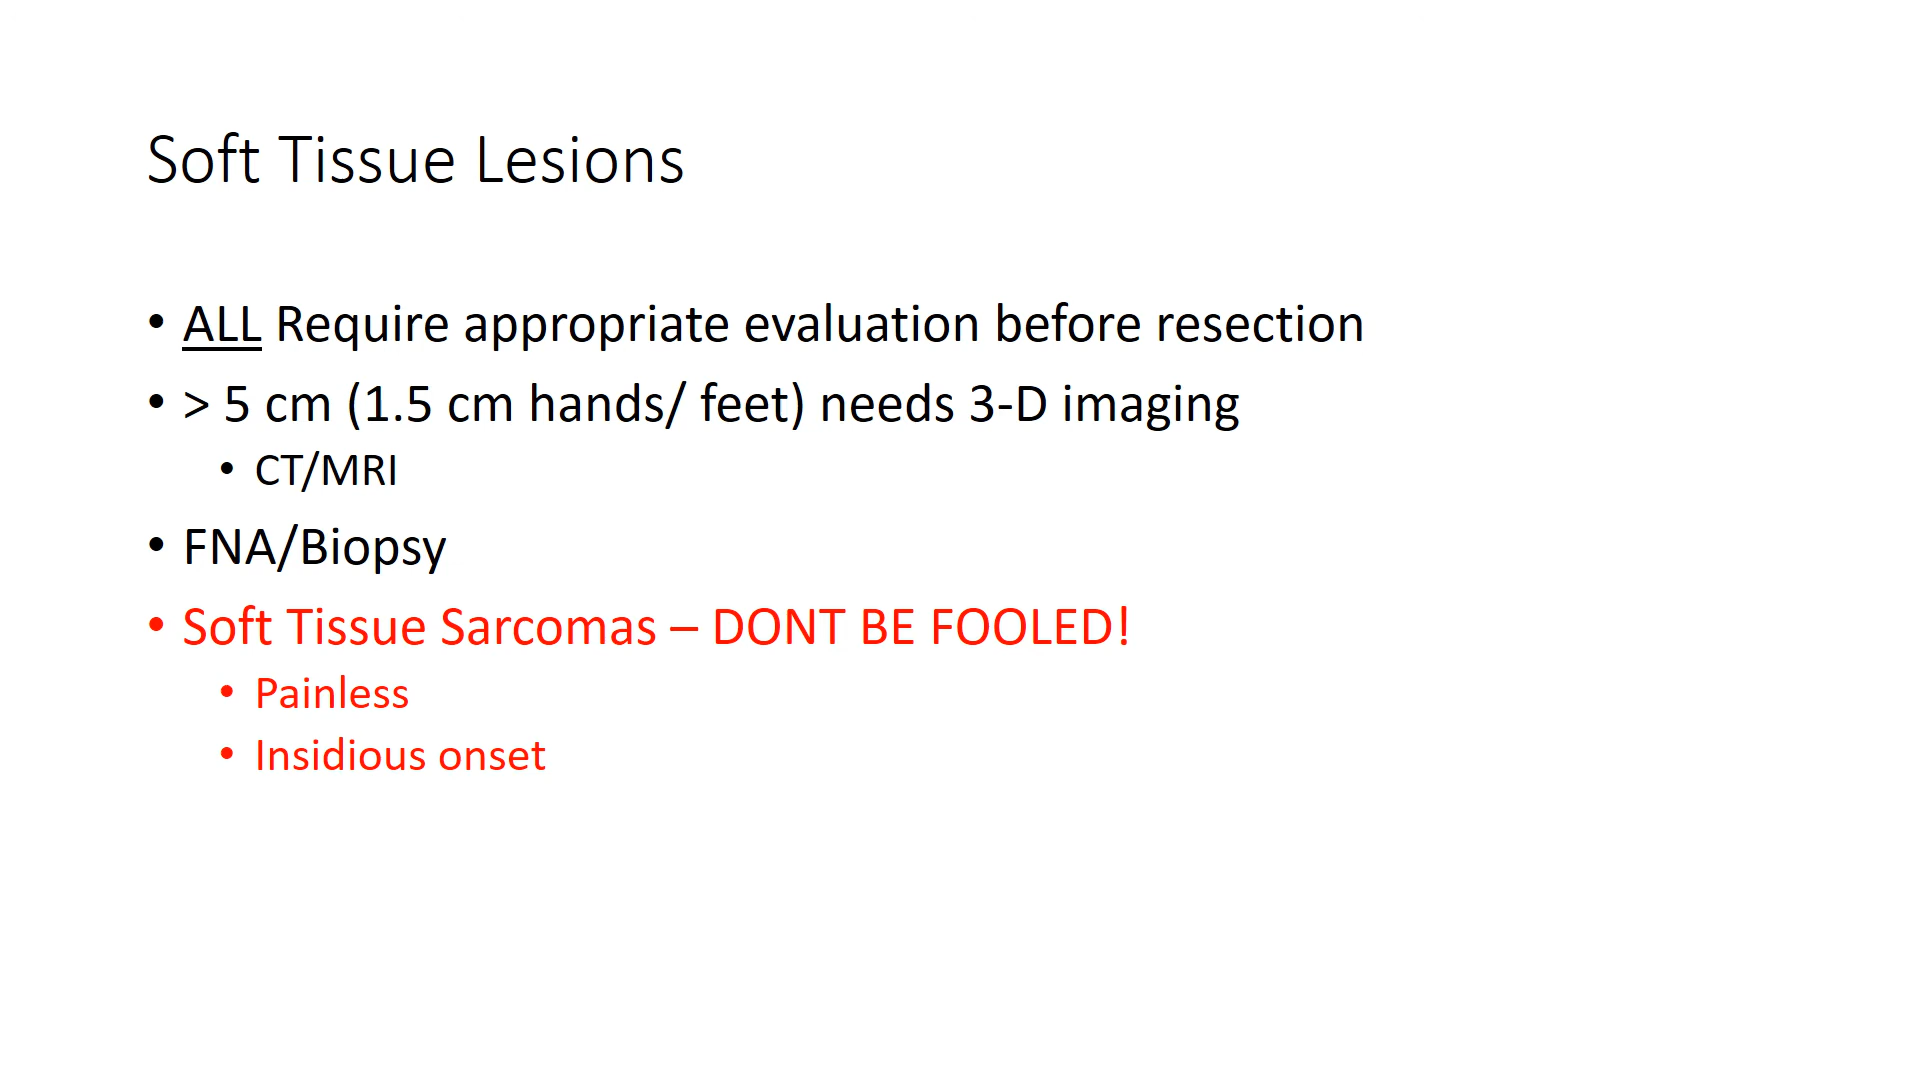 Soft Tissue Lesions
• ALL Require appropriate evaluation before resection
• > 5 cm (1.5 cm hands/ feet) needs 3-D imaging
• CT/MRI
• FNA/Biopsy
• Soft Tissue Sarcomas – DONT BE FOOLED!
• Painless
• Insidious onset